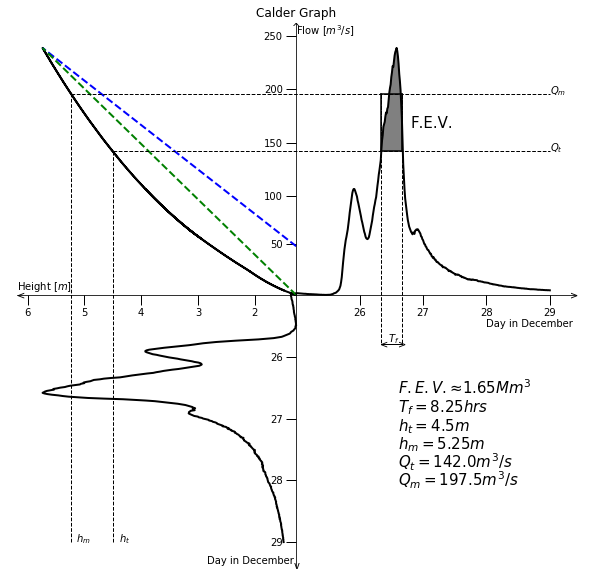 Calder Graph
Flow [m³/s]
250
200
150
100
50
Qₘ
Qₜ
F.E.V.
Height [m]
6 5 4 3 2
26 27 28 29
Day in December
T_f
26
27
28
29
hₘ hₜ
Day in December
F.E.V.≈1.65Mm³
T_f = 8.25hrs
hₜ = 4.5m
hₘ = 5.25m
Qₜ = 142.0m³/s
Qₘ = 197.5m³/s